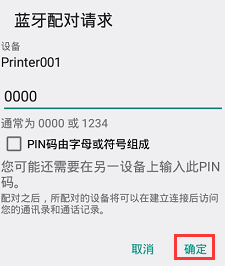 蓝牙配对请求
设备
Printer001
0000
通常为 0000 或 1234
PIN码由字母或符号组成
您可能还需要在另一设备上输入此PIN
码。
配对之后，所配对的设备将可以在建立连接后访问
您的通讯录和通话记录。
取消 确定